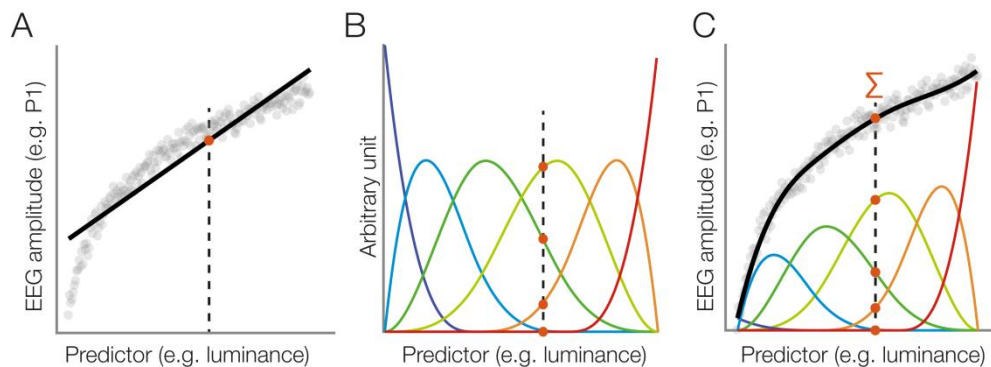 A
EEG amplitude (e.g. P1)
Predictor (e.g. luminance)
B
Arbitrary unit
Predictor (e.g. luminance)
C
Σ
EEG amplitude (e.g. P1)
Predictor (e.g. luminance)